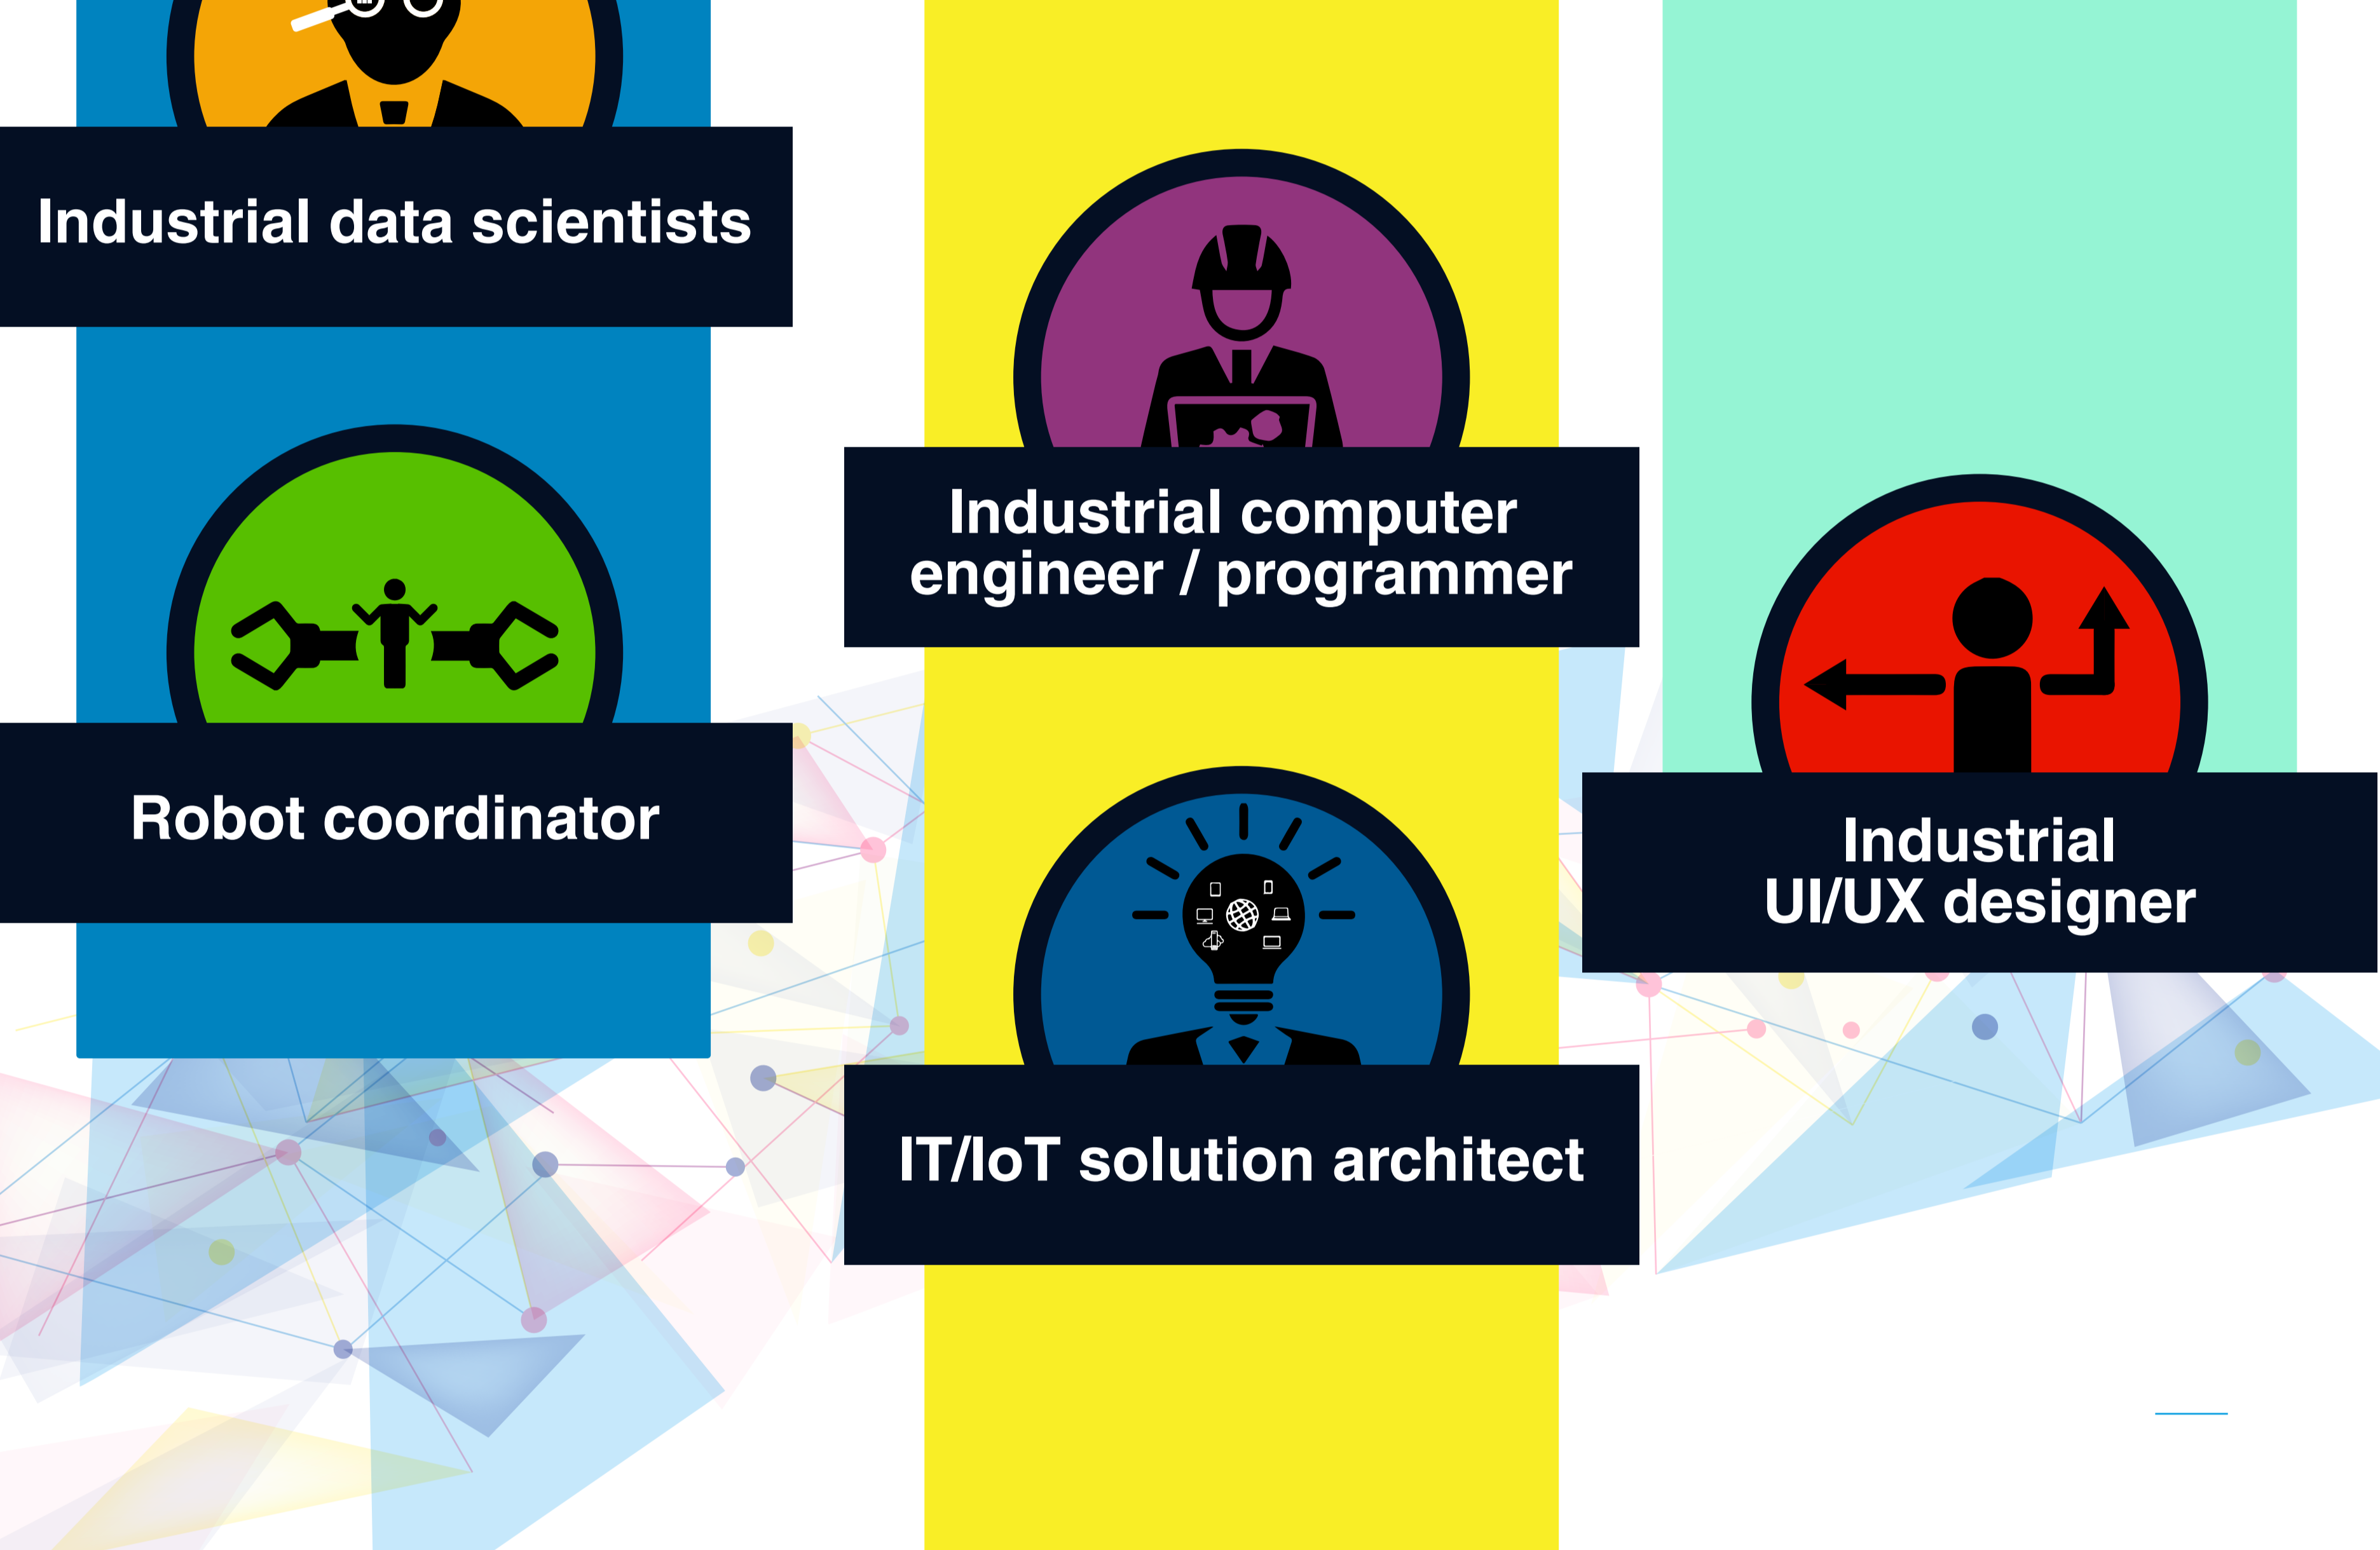 Industrial data scientists
Robot coordinator
Industrial computer
engineer / programmer
IT/IoT solution architect
Industrial
UI/UX designer